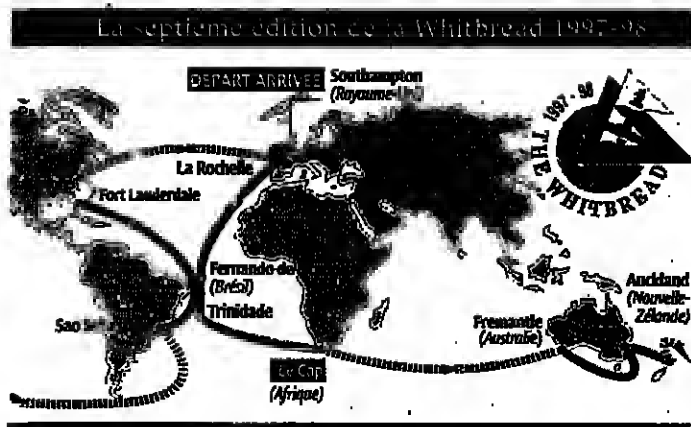 La septième édition de la Whitbread 1997-98
DEPART ARRIVÉE
Southampton
(Royaume-Uni)
1997 - 98
THE WHITBREAD
La Rochelle
Fort Lauderdale
Fernando de
(Brésil)
Trinidade
Sao
Auckland
(Nouvelle-
Zélande)
Fremantle
(Australie)
Le Cap
(Afrique)